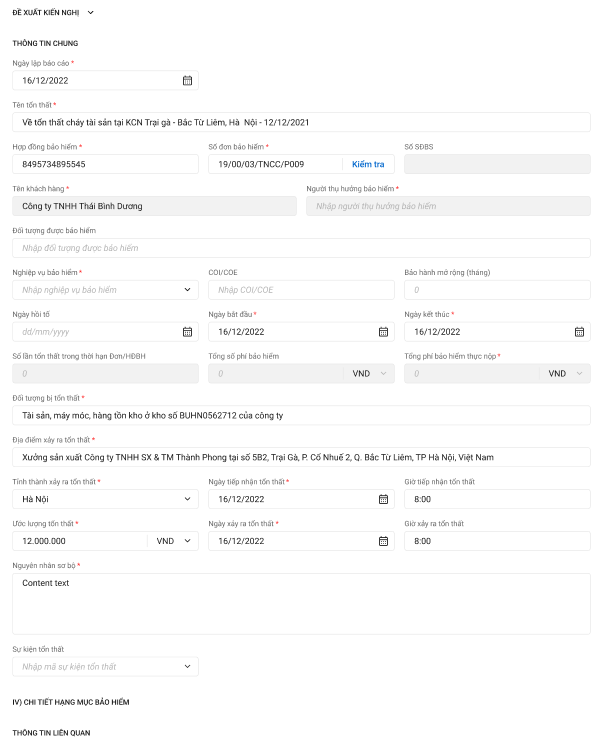 ĐỀ XUẤT KIẾN NGHỊ
THÔNG TIN CHUNG
Ngày lập báo cáo *
16/12/2022
Tên tổn thất *
Về tổn thất cháy tài sản tại KCN Trại gà - Bắc Từ Liêm, Hà Nội - 12/12/2021
Hợp đồng bảo hiểm * Số đơn bảo hiểm * Số SĐBS
8495734895545 19/00/03/TNCC/P009 Kiểm tra
Tên khách hàng * Người thụ hưởng bảo hiểm *
Công ty TNHH Thái Bình Dương Nhập người thụ hưởng bảo hiểm
Đối tượng được bảo hiểm
Nhập đối tượng được bảo hiểm
Nghiệp vụ bảo hiểm * COI/COE Bảo hành mở rộng (tháng)
Nhập nghiệp vụ bảo hiểm Nhập COI/COE 0
Ngày hồi tố Ngày bắt đầu * Ngày kết thúc *
dd/mm/yyyy 16/12/2022 16/12/2022
Số lần tổn thất trong thời hạn Đơn/HĐBH Tổng số phí bảo hiểm Tổng phí bảo hiểm thực nộp *
0 0 VND 0 VND
Đối tượng bị tổn thất *
Tài sản, máy móc, hàng tồn kho ở kho số BUHN0562712 của công ty
Địa điểm xảy ra tổn thất *
Xưởng sản xuất Công ty TNHH SX & TM Thành Phong tại số 5B2, Trại Gà, P. Cổ Nhuế 2, Q. Bắc Từ Liêm, TP Hà Nội, Việt Nam
Tỉnh thành xảy ra tổn thất * Ngày tiếp nhận tổn thất * Giờ tiếp nhận tổn thất
Hà Nội 16/12/2022 8:00
Ước lượng tổn thất * Ngày xảy ra tổn thất * Giờ xảy ra tổn thất
12.000.000 VND 16/12/2022 8:00
Nguyên nhân sơ bộ *
Content text
Sự kiện tổn thất
Nhập mã sự kiện tổn thất
IV) CHI TIẾT HẠNG MỤC BẢO HIỂM
THÔNG TIN LIÊN QUAN